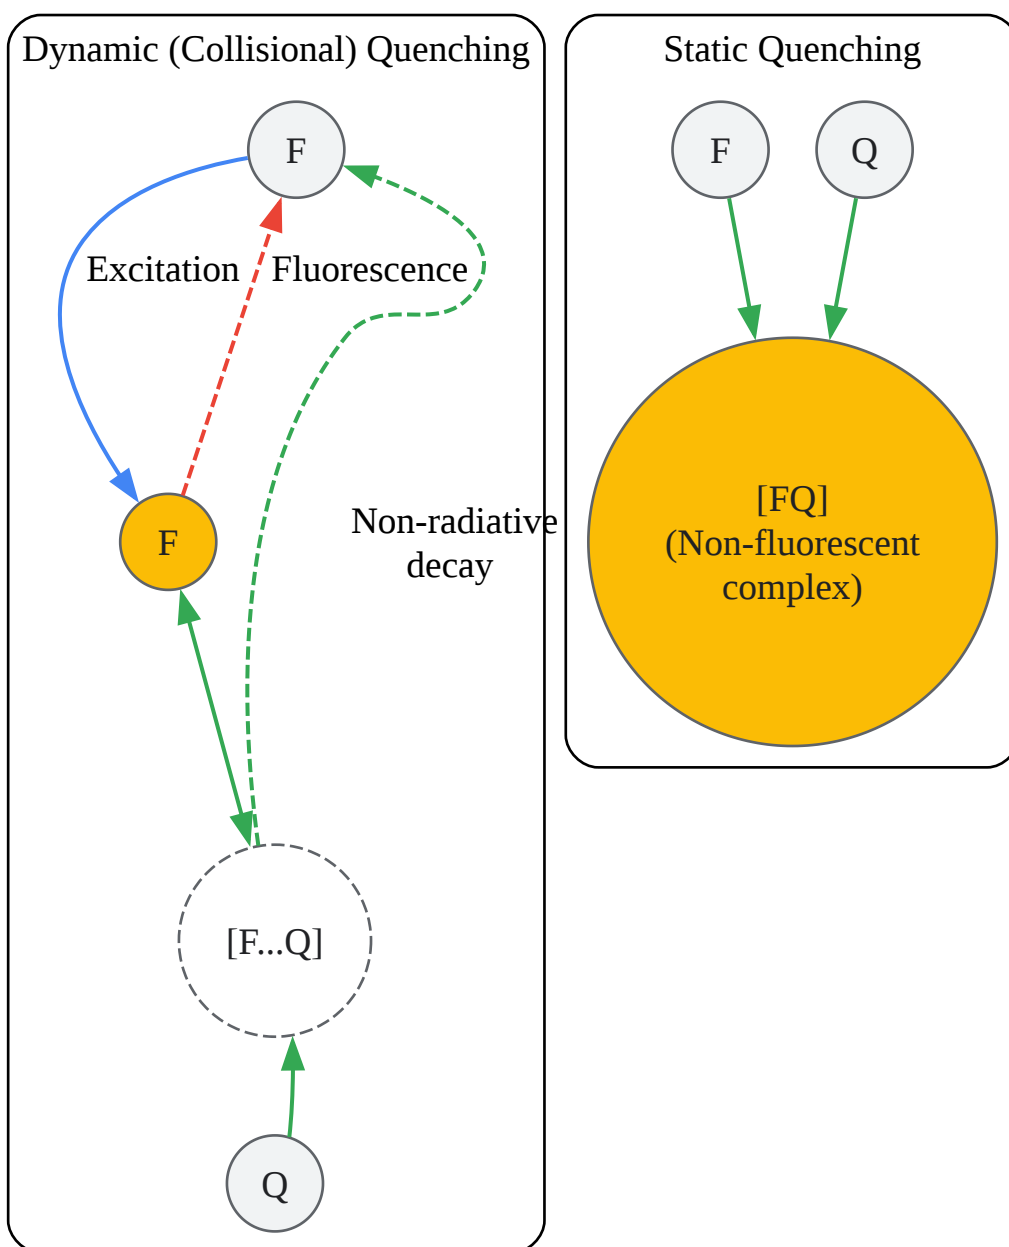 Dynamic (Collisional) Quenching
F
Excitation
Fluorescence
F
Non-radiative
decay
[F...Q]
Q
Static Quenching
F
Q
[FQ]
(Non-fluorescent
complex)